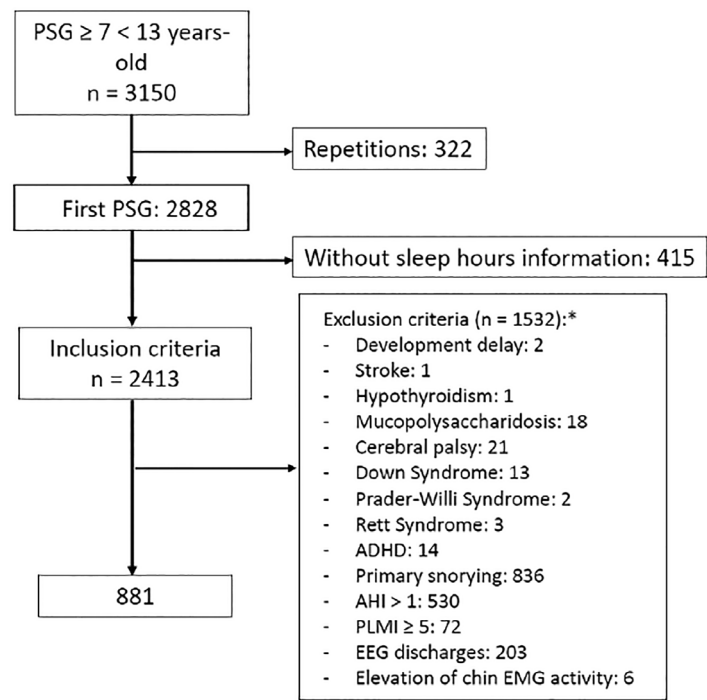 PSG ≥ 7 < 13 years-
old
n = 3150
Repetitions: 322
First PSG: 2828
Without sleep hours information: 415
Inclusion criteria
n = 2413
Exclusion criteria (n = 1532):*
- Development delay: 2
- Stroke: 1
- Hypothyroidism: 1
- Mucopolysaccharidosis: 18
- Cerebral palsy: 21
- Down Syndrome: 13
- Prader-Willi Syndrome: 2
- Rett Syndrome: 3
- ADHD: 14
- Primary snorying: 836
- AHI > 1: 530
- PLMI ≥ 5: 72
- EEG discharges: 203
- Elevation of chin EMG activity: 6
881